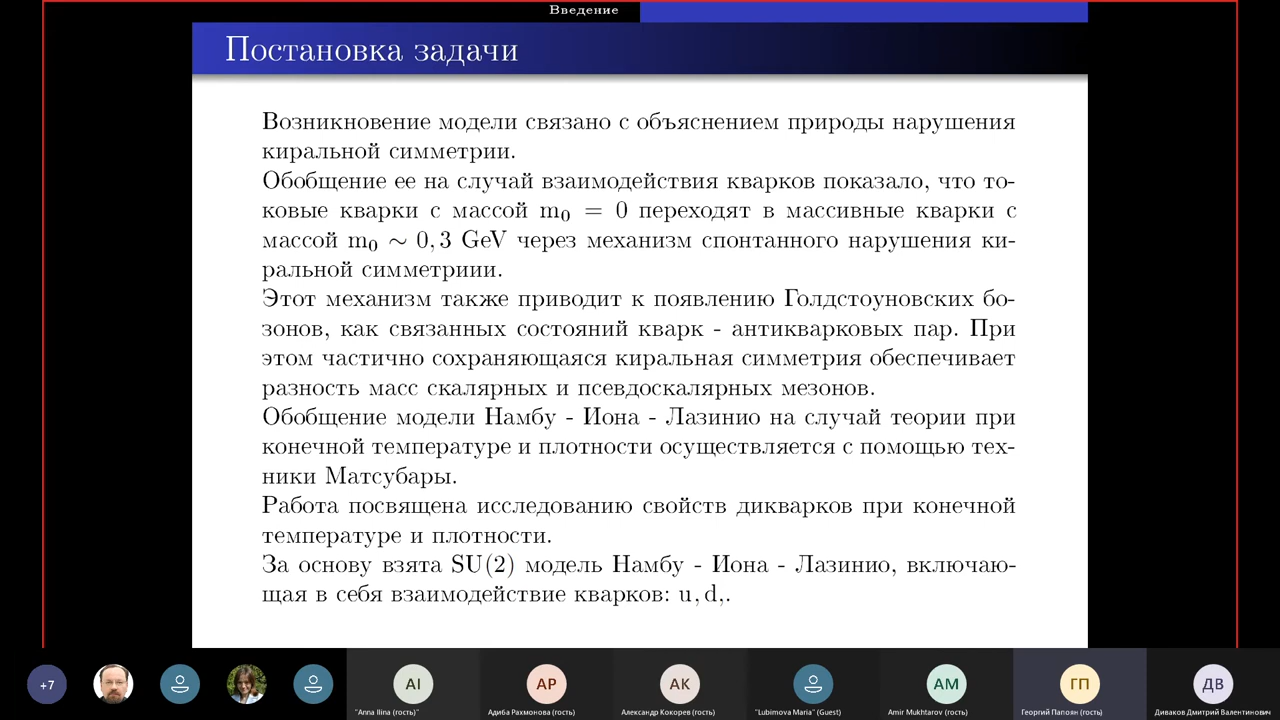 Введение
Постановка задачи
Возникновение модели связано с объяснением природы нарушения
киральной симметрии.
Обобщение ее на случай взаимодействия кварков показало, что то-
ковые кварки с массой m₀ = 0 переходят в массивные кварки с
массой m₀ ∼ 0,3 GeV через механизм спонтанного нарушения ки-
ральной симметриии.
Этот механизм также приводит к появлению Голдстоуновских бо-
зонов, как связанных состояний кварк - антикварковых пар. При
этом частично сохраняющаяся киральная симметрия обеспечивает
разность масс скалярных и псевдоскалярных мезонов.
Обобщение модели Намбу - Иона - Лазинио на случай теории при
конечной температуре и плотности осуществляется с помощью тех-
ники Матсубары.
Работа посвящена исследованию свойств дикварков при конечной
температуре и плотности.
За основу взята SU(2) модель Намбу - Иона - Лазинио, включаю-
щая в себя взаимодействие кварков: u, d,.
+7
AI
АР
АК
AM
ГП
ДВ
"Anna Ilina (гость)"
Адиба Рахмонова (гость)
Александр Кокорев (гость)
"Lubimova Maria" (Guest)
Amir Mukhtarov (гость)
Георгий Папоян (гость)
Диваков Дмитрий Валентинович